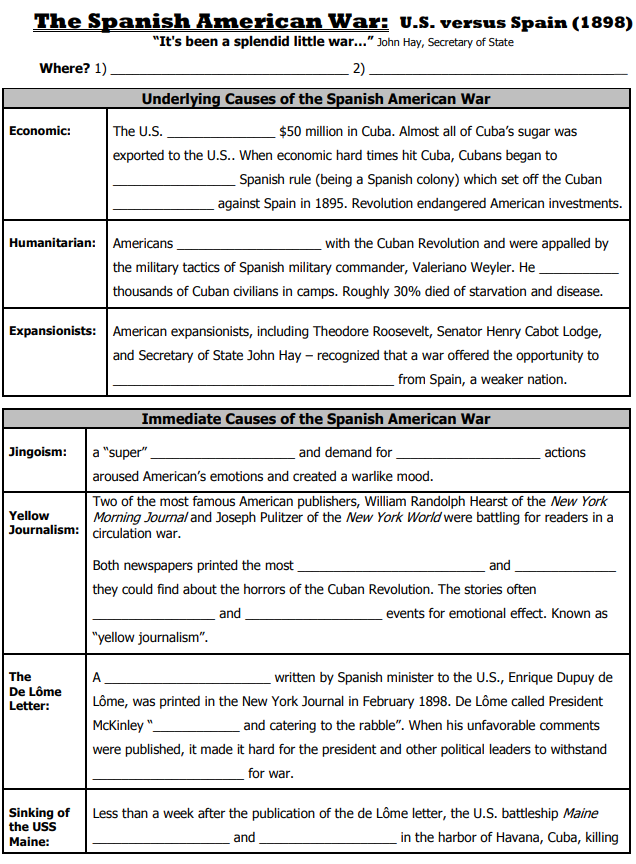 The Spanish American War: U.S. versus Spain (1898)
“It's been a splendid little war…” John Hay, Secretary of State
Where? 1) __________________________________ 2) _____________________________________
Underlying Causes of the Spanish American War
Economic:
The U.S. ________________ $50 million in Cuba. Almost all of Cuba’s sugar was
exported to the U.S.. When economic hard times hit Cuba, Cubans began to
__________________ Spanish rule (being a Spanish colony) which set off the Cuban
_______________ against Spain in 1895. Revolution endangered American investments.
Humanitarian:
Americans _____________________ with the Cuban Revolution and were appalled by
the military tactics of Spanish military commander, Valeriano Weyler. He ____________
thousands of Cuban civilians in camps. Roughly 30% died of starvation and disease.
Expansionists:
American expansionists, including Theodore Roosevelt, Senator Henry Cabot Lodge,
and Secretary of State John Hay – recognized that a war offered the opportunity to
_________________________________________ from Spain, a weaker nation.
Immediate Causes of the Spanish American War
Jingoism:
a “super” _____________________ and demand for _____________________ actions
aroused American’s emotions and created a warlike mood.
Yellow
Journalism:
Two of the most famous American publishers, William Randolph Hearst of the New York
Morning Journal and Joseph Pulitzer of the New York World were battling for readers in a
circulation war.
Both newspapers printed the most ___________________________ and _______________
they could find about the horrors of the Cuban Revolution. The stories often
__________________ and ____________________ events for emotional effect. Known as
“yellow journalism”.
The
De Lôme
Letter:
A ________________________ written by Spanish minister to the U.S., Enrique Dupuy de
Lôme, was printed in the New York Journal in February 1898. De Lôme called President
McKinley “_____________ and catering to the rabble”. When his unfavorable comments
were published, it made it hard for the president and other political leaders to withstand
______________________ for war.
Sinking of
the USS
Maine:
Less than a week after the publication of the de Lôme letter, the U.S. battleship Maine
____________________ and ____________________ in the harbor of Havana, Cuba, killing